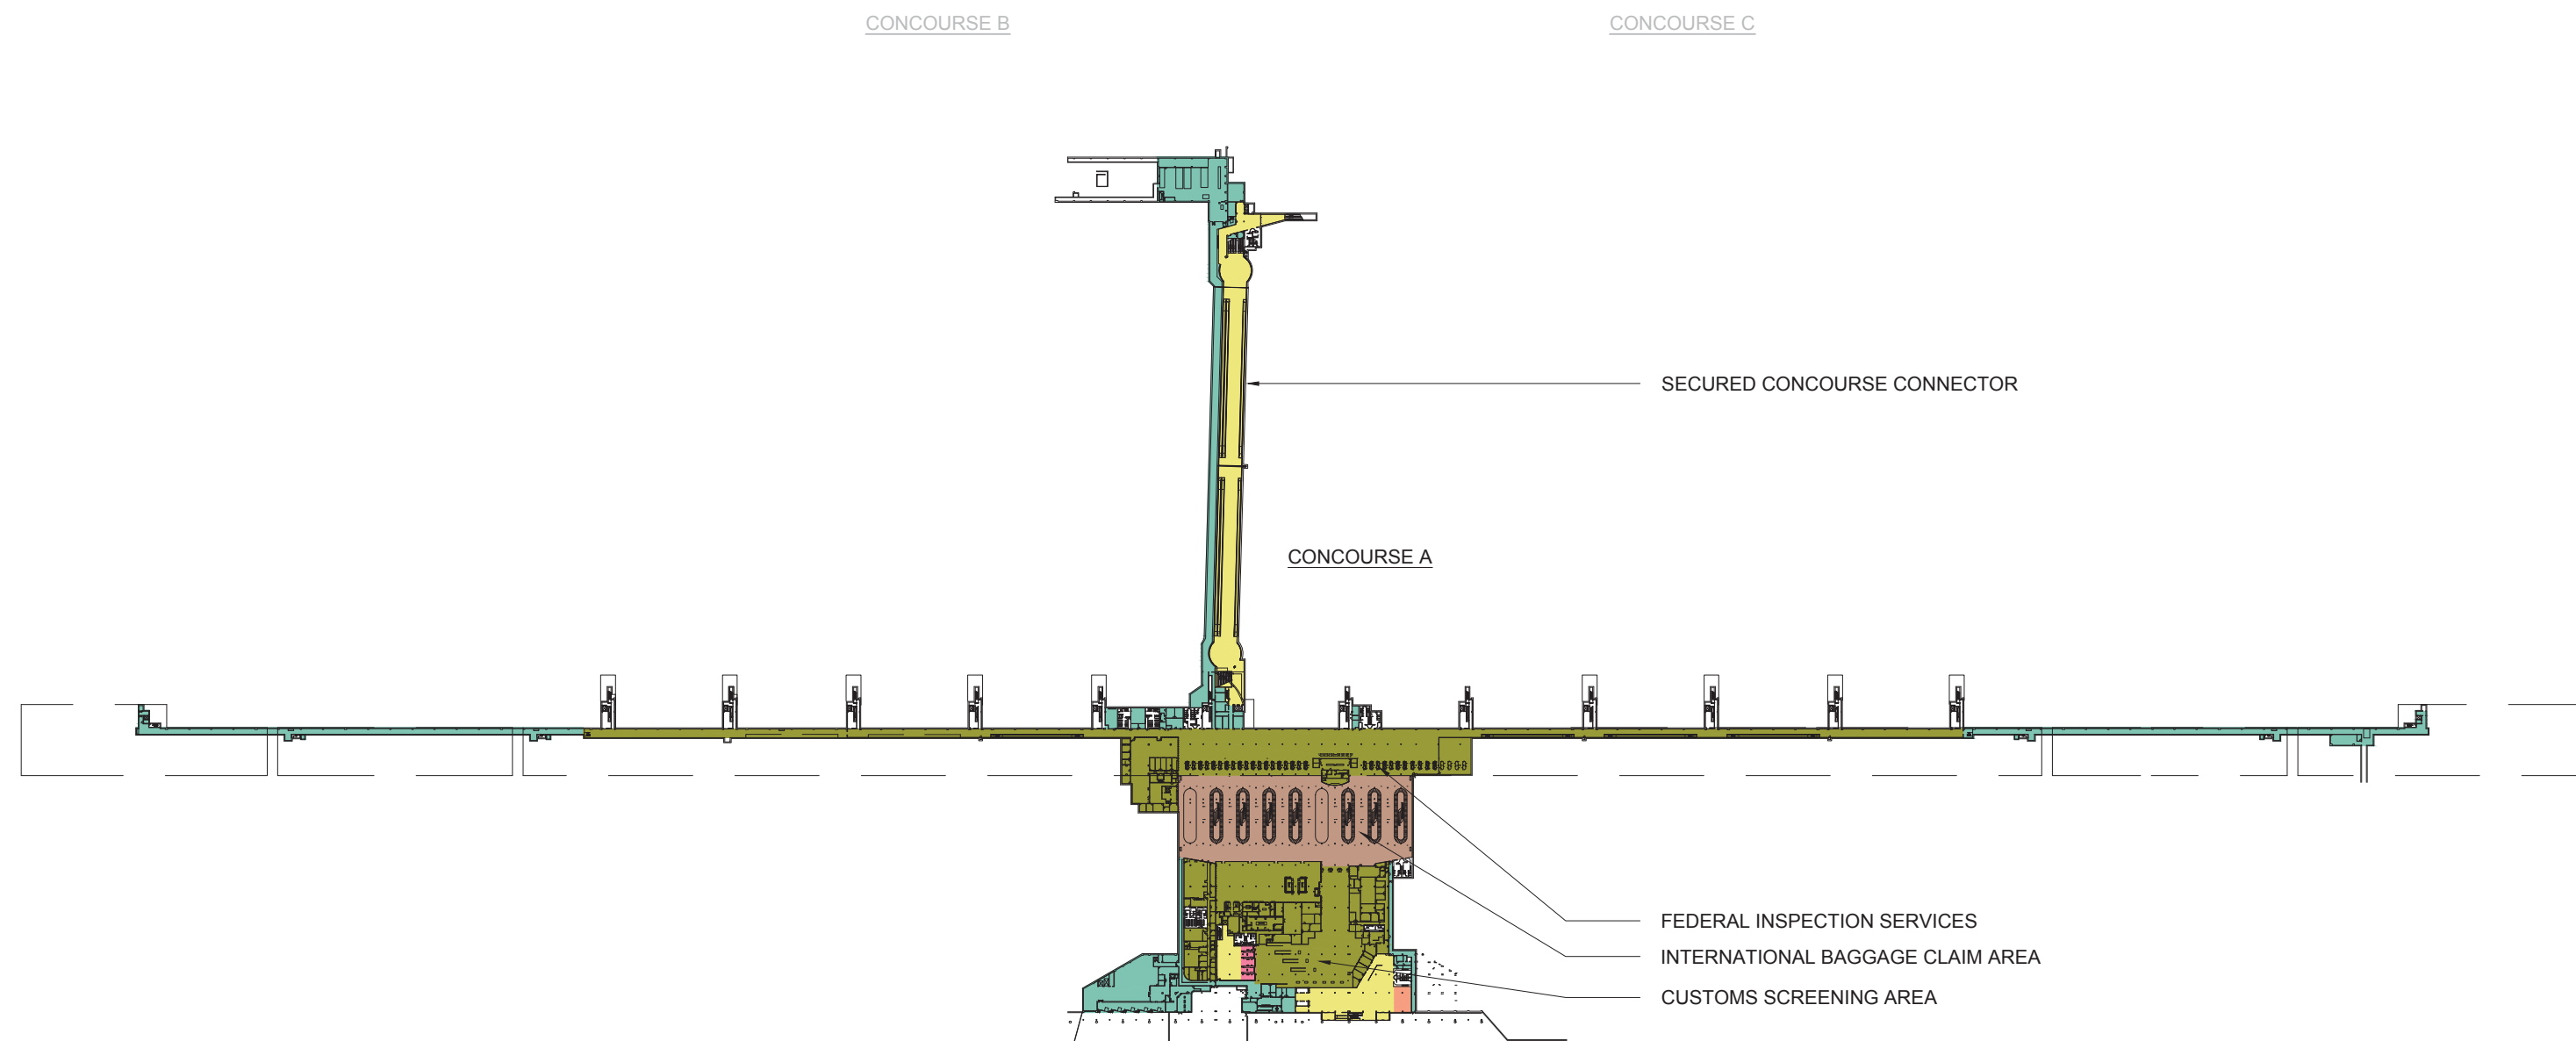 CONCOURSE B
CONCOURSE C
SECURED CONCOURSE CONNECTOR
CONCOURSE A
FEDERAL INSPECTION SERVICES
INTERNATIONAL BAGGAGE CLAIM AREA
CUSTOMS SCREENING AREA